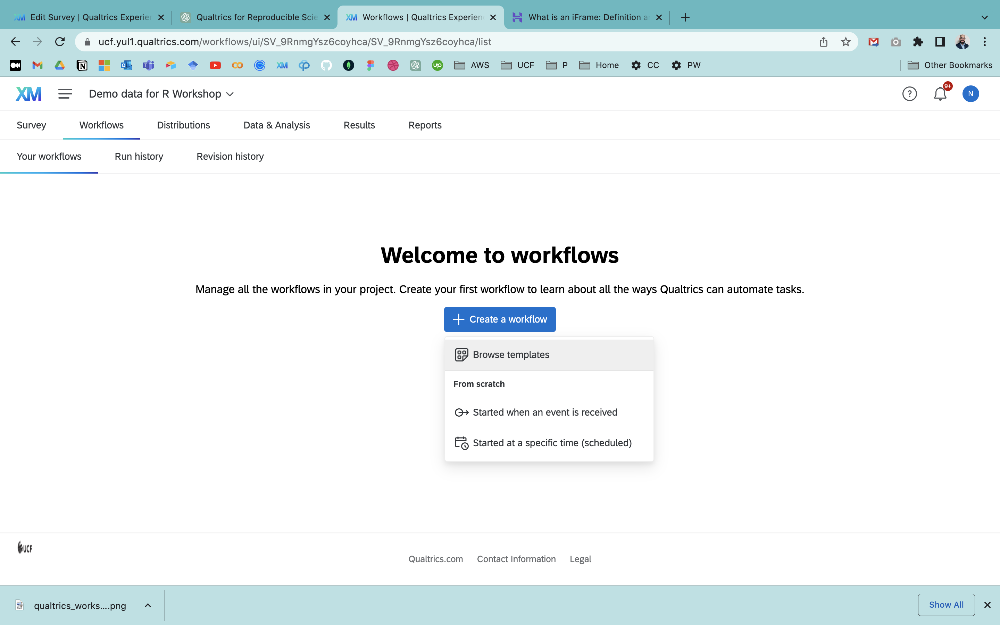 Edit Survey | Qualtrics Experier
Qualtrics for Reproducible Scie
Workflows | Qualtrics Experienc
What is an iFrame: Definition a
ucf.yul1.qualtrics.com/workflows/ui/SV_9RnmgYsz6coyhca/SV_9RnmgYsz6coyhca/list
AWS UCF P Home CC PW Other Bookmarks
XM Demo data for R Workshop 9+ N
Survey Workflows Distributions Data & Analysis Results Reports
Your workflows Run history Revision history
Welcome to workflows
Manage all the workflows in your project. Create your first workflow to learn about all the ways Qualtrics can automate tasks.
Create a workflow
Browse templates
From scratch
Started when an event is received
Started at a specific time (scheduled)
UCF
Qualtrics.com Contact Information Legal
qualtrics_works....png Show All